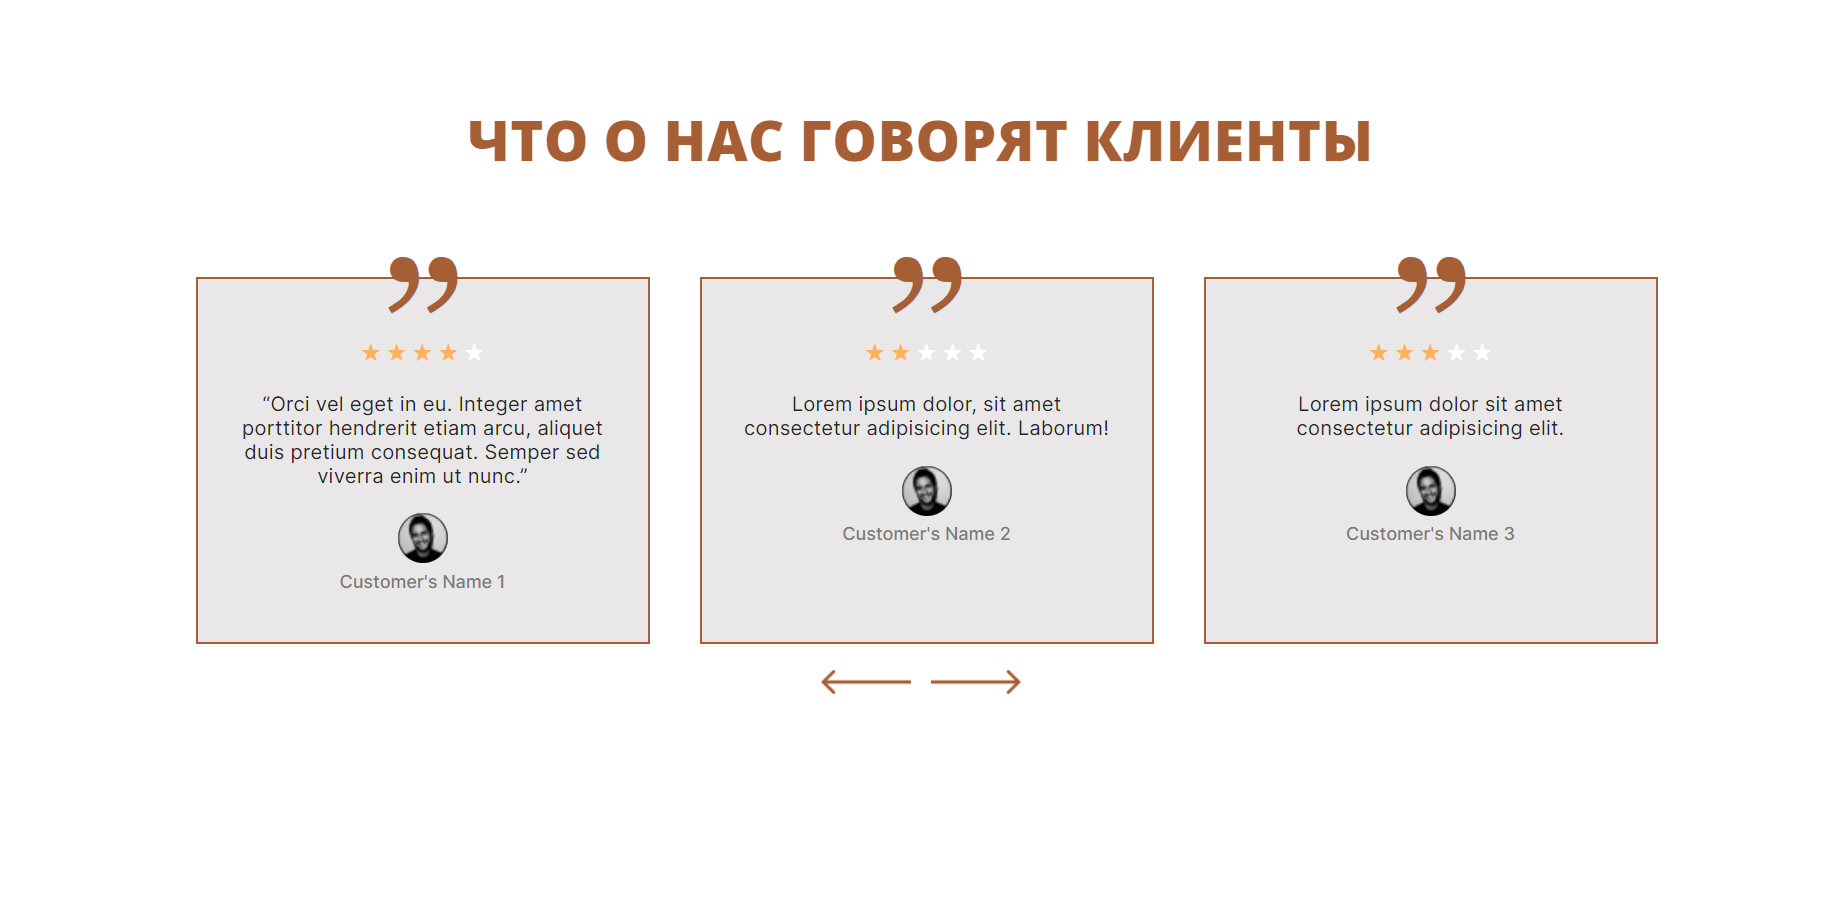 ЧТО О НАС ГОВОРЯТ КЛИЕНТЫ
”
“Orci vel eget in eu. Integer amet
porttitor hendrerit etiam arcu, aliquet
duis pretium consequat. Semper sed
viverra enim ut nunc.”
Customer's Name 1
”
Lorem ipsum dolor, sit amet
consectetur adipisicing elit. Laborum!
Customer's Name 2
”
Lorem ipsum dolor sit amet
consectetur adipisicing elit.
Customer's Name 3